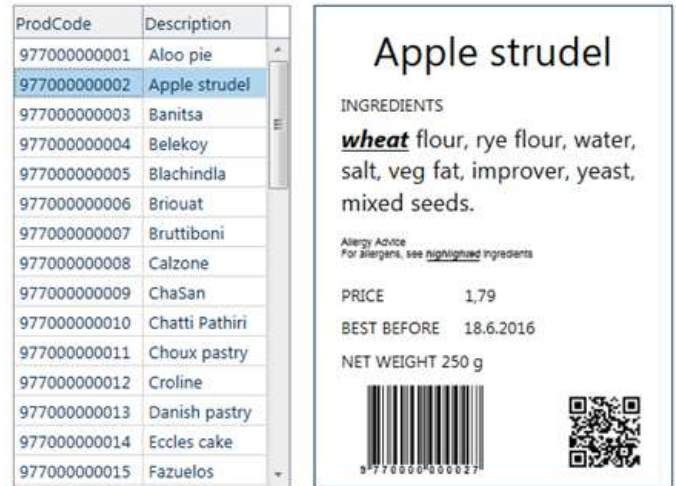 ProdCode Description
977000000001 Aloo pie
977000000002 Apple strudel
977000000003 Banitsa
977000000004 Belekoy
977000000005 Blachindla
977000000006 Briouat
977000000007 Bruttiboni
977000000008 Calzone
977000000009 ChaSan
977000000010 Chatti Pathiri
977000000011 Choux pastry
977000000012 Croline
977000000013 Danish pastry
977000000014 Eccles cake
977000000015 Fazuelos
Apple strudel
INGREDIENTS
wheat flour, rye flour, water,
salt, veg fat, improver, yeast,
mixed seeds.
Allergy Advice
For allergens, see highlighted ingredients
PRICE 1,79
BEST BEFORE 18.6.2016
NET WEIGHT 250 g
9 770000 000027